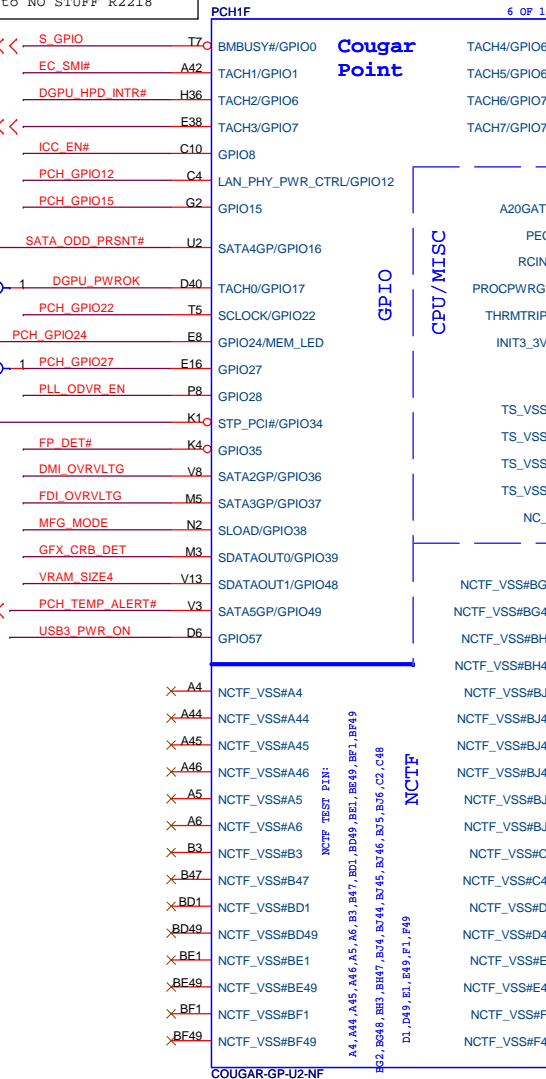 to NO STUFF R2218
PCH1F
6 OF 1
S_GPIO T7 BMBUSY#/GPIO0
EC_SMI# A42 TACH1/GPIO1
DGPU_HPD_INTR# H36 TACH2/GPIO6
E38 TACH3/GPIO7
ICC_EN# C10 GPIO8
PCH_GPIO12 C4 LAN_PHY_PWR_CTRL/GPIO12
PCH_GPIO15 G2 GPIO15
SATA_ODD_PRSNT# U2 SATA4GP/GPIO16
1 DGPU_PWROK D40 TACH0/GPIO17
PCH_GPIO22 T5 SCLOCK/GPIO22
PCH_GPIO24 E8 GPIO24/MEM_LED
1 PCH_GPIO27 E16 GPIO27
PLL_ODVR_EN P8 GPIO28
K1 STP_PCI#/GPIO34
FP_DET# K4 GPIO35
DMI_OVRVLTG V8 SATA2GP/GPIO36
FDI_OVRVLTG M5 SATA3GP/GPIO37
MFG_MODE N2 SLOAD/GPIO38
GFX_CRB_DET M3 SDATAOUT0/GPIO39
VRAM_SIZE4 V13 SDATAOUT1/GPIO48
PCH_TEMP_ALERT# V3 SATA5GP/GPIO49
USB3_PWR_ON D6 GPIO57
A4 NCTF_VSS#A4
A44 NCTF_VSS#A44
A45 NCTF_VSS#A45
A46 NCTF_VSS#A46
A5 NCTF_VSS#A5
A6 NCTF_VSS#A6
B3 NCTF_VSS#B3
B47 NCTF_VSS#B47
BD1 NCTF_VSS#BD1
BD49 NCTF_VSS#BD49
BE1 NCTF_VSS#BE1
BE49 NCTF_VSS#BE49
BF1 NCTF_VSS#BF1
BF49 NCTF_VSS#BF49
Cougar
Point
GPIO
CPU/MISC
NCTF
NCTF TEST PIN:
A4,A44,A45,A46,A5,A6,B3,B47,BD1,BD49,BE1,BE49,BF1,BF49
BG2,BG48,BH3,BH47,BJ4,BJ44,BJ45,BJ46,BJ5,BJ6,C2,C48
D1,D49,E1,E49,F1,F49
TACH4/GPIO6
TACH5/GPIO6
TACH6/GPIO7
TACH7/GPIO7
A20GAT
PEC
RCIN
PROCPWRG
THRMTRIP
INIT3_3V
TS_VSS
TS_VSS
TS_VSS
TS_VSS
NC_
NCTF_VSS#BG
NCTF_VSS#BG4
NCTF_VSS#BH
NCTF_VSS#BH4
NCTF_VSS#BJ
NCTF_VSS#BJ4
NCTF_VSS#BJ4
NCTF_VSS#BJ4
NCTF_VSS#BJ
NCTF_VSS#BJ
NCTF_VSS#C
NCTF_VSS#C4
NCTF_VSS#D
NCTF_VSS#D4
NCTF_VSS#E
NCTF_VSS#E4
NCTF_VSS#F
NCTF_VSS#F4
COUGAR-GP-U2-NF